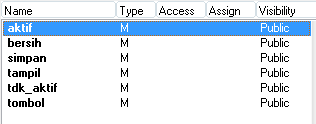 Name Type Access Assign Visibility
aktif M Public
bersih M Public
simpan M Public
tampil M Public
tdk_aktif M Public
tombol M Public